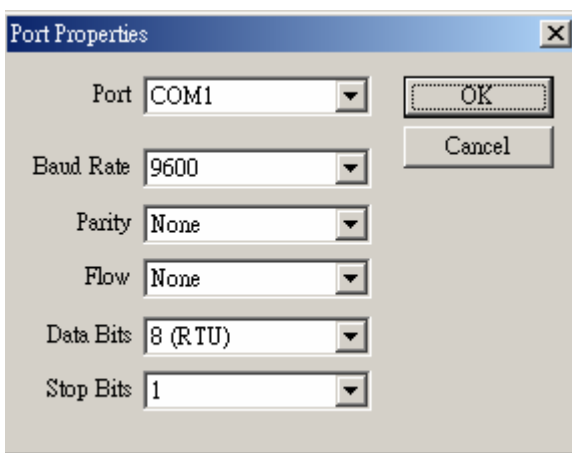 Port Properties
Port COM1
OK
Cancel
Baud Rate 9600
Parity None
Flow None
Data Bits 8 (RTU)
Stop Bits 1